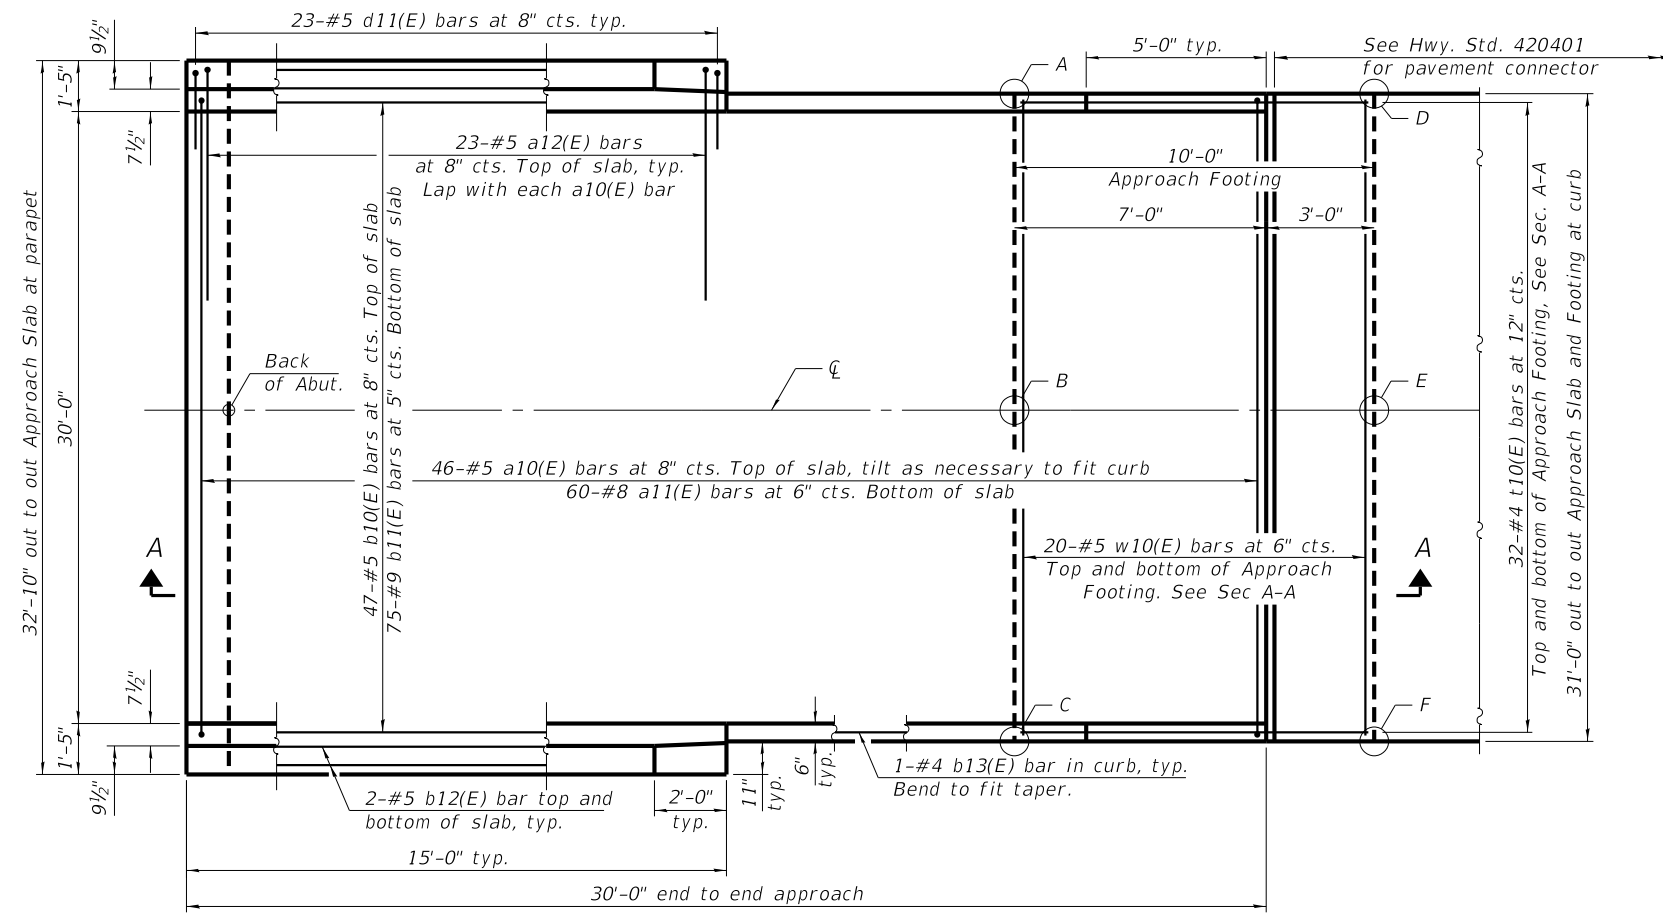 23-#5 d11(E) bars at 8" cts. typ.
9½"
1'-5"
7½"
5'-0" typ.
See Hwy. Std. 420401
for pavement connector
A
D
23-#5 a12(E) bars
at 8" cts. Top of slab, typ.
Lap with each a10(E) bar
10'-0"
Approach Footing
7'-0"
3'-0"
32'-10" out to out Approach Slab at parapet
30'-0"
47-#5 b10(E) bars at 8" cts. Top of slab
75-#9 b11(E) bars at 5" cts. Bottom of slab
Back
of Abut.
℄
B
E
46-#5 a10(E) bars at 8" cts. Top of slab, tilt as necessary to fit curb
60-#8 a11(E) bars at 6" cts. Bottom of slab
32-#4 t10(E) bars at 12" cts.
Top and bottom of Approach Footing, See Sec. A-A
31'-0" out to out Approach Slab and Footing at curb
A
A
20-#5 w10(E) bars at 6" cts.
Top and bottom of Approach
Footing. See Sec A-A
7½"
1'-5"
9½"
C
F
11"
typ.
6"
typ.
1-#4 b13(E) bar in curb, typ.
Bend to fit taper.
2-#5 b12(E) bar top and
bottom of slab, typ.
2'-0"
typ.
15'-0" typ.
30'-0" end to end approach